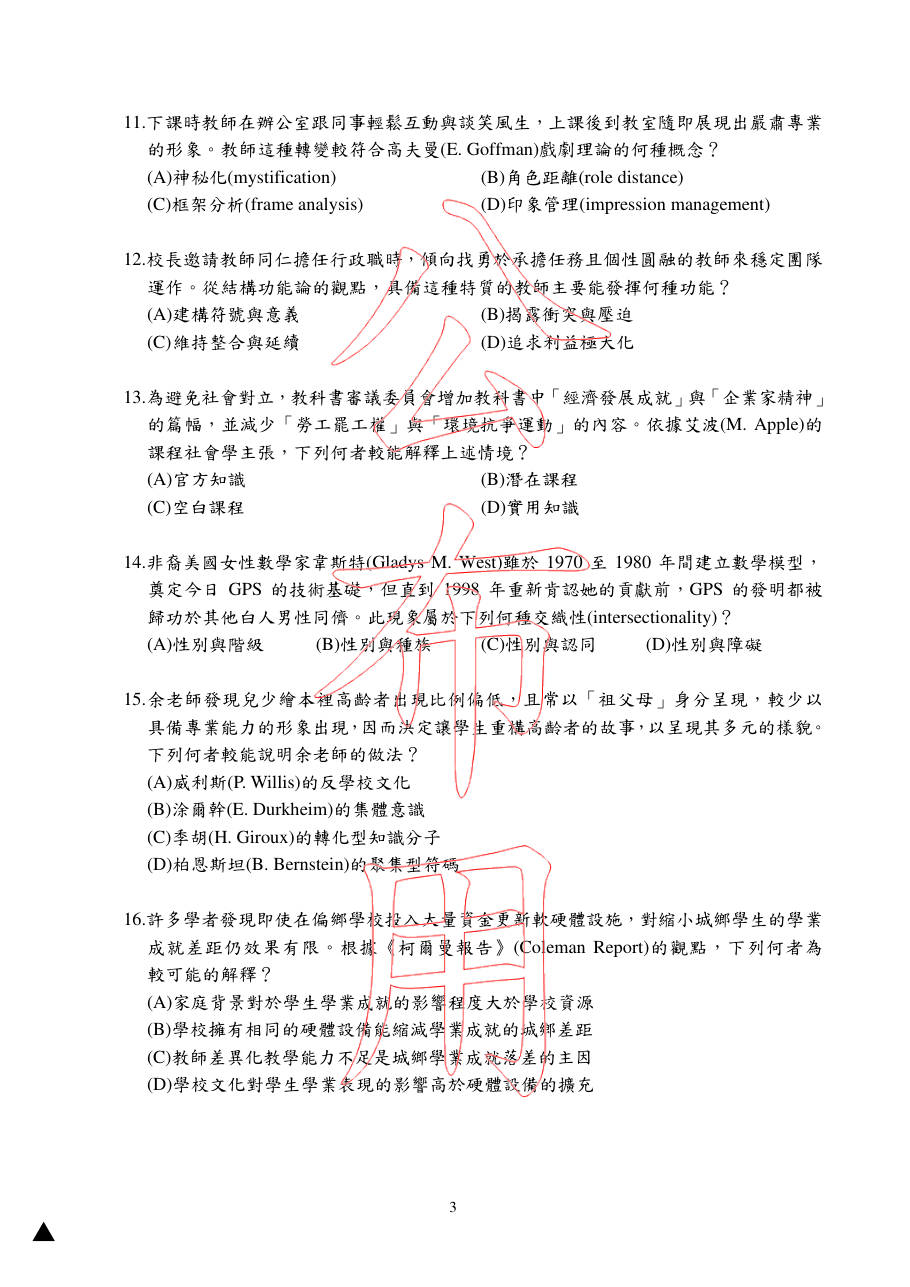 11.下課時教師在辦公室跟同事輕鬆互動與談笑風生，上課後到教室隨即展現出嚴肅專業
的形象。教師這種轉變較符合高夫曼(E. Goffman)戲劇理論的何種概念？
(A)神秘化(mystification) (B)角色距離(role distance)
(C)框架分析(frame analysis) (D)印象管理(impression management)
12.校長邀請教師同仁擔任行政職時，傾向找勇於承擔任務且個性圓融的教師來穩定團隊
運作。從結構功能論的觀點，具備這種特質的教師主要能發揮何種功能？
(A)建構符號與意義 (B)揭露衝突與壓迫
(C)維持整合與延續 (D)追求利益極大化
13.為避免社會對立，教科書審議委員會增加教科書中「經濟發展成就」與「企業家精神」
的篇幅，並減少「勞工罷工權」與「環境抗爭運動」的內容。依據艾波(M. Apple)的
課程社會學主張，下列何者較能解釋上述情境？
(A)官方知識 (B)潛在課程
(C)空白課程 (D)實用知識
14.非裔美國女性數學家韋斯特(Gladys M. West)雖於 1970 至 1980 年間建立數學模型，
奠定今日 GPS 的技術基礎，但直到 1998 年重新肯認她的貢獻前，GPS 的發明都被
歸功於其他白人男性同儕。此現象屬於下列何種交織性(intersectionality)？
(A)性別與階級 (B)性別與種族 (C)性別與認同 (D)性別與障礙
15.余老師發現兒少繪本裡高齡者出現比例偏低，且常以「祖父母」身分呈現，較少以
具備專業能力的形象出現，因而決定讓學生重構高齡者的故事，以呈現其多元的樣貌。
下列何者較能說明余老師的做法？
(A)威利斯(P. Willis)的反學校文化
(B)涂爾幹(E. Durkheim)的集體意識
(C)季胡(H. Giroux)的轉化型知識分子
(D)柏恩斯坦(B. Bernstein)的聚集型符碼
16.許多學者發現即使在偏鄉學校投入大量資金更新軟硬體設施，對縮小城鄉學生的學業
成就差距仍效果有限。根據《柯爾曼報告》(Coleman Report)的觀點，下列何者為
較可能的解釋？
(A)家庭背景對於學生學業成就的影響程度大於學校資源
(B)學校擁有相同的硬體設備能縮減學業成就的城鄉差距
(C)教師差異化教學能力不足是城鄉學業成就落差的主因
(D)學校文化對學生學業表現的影響高於硬體設備的擴充
公布用
3